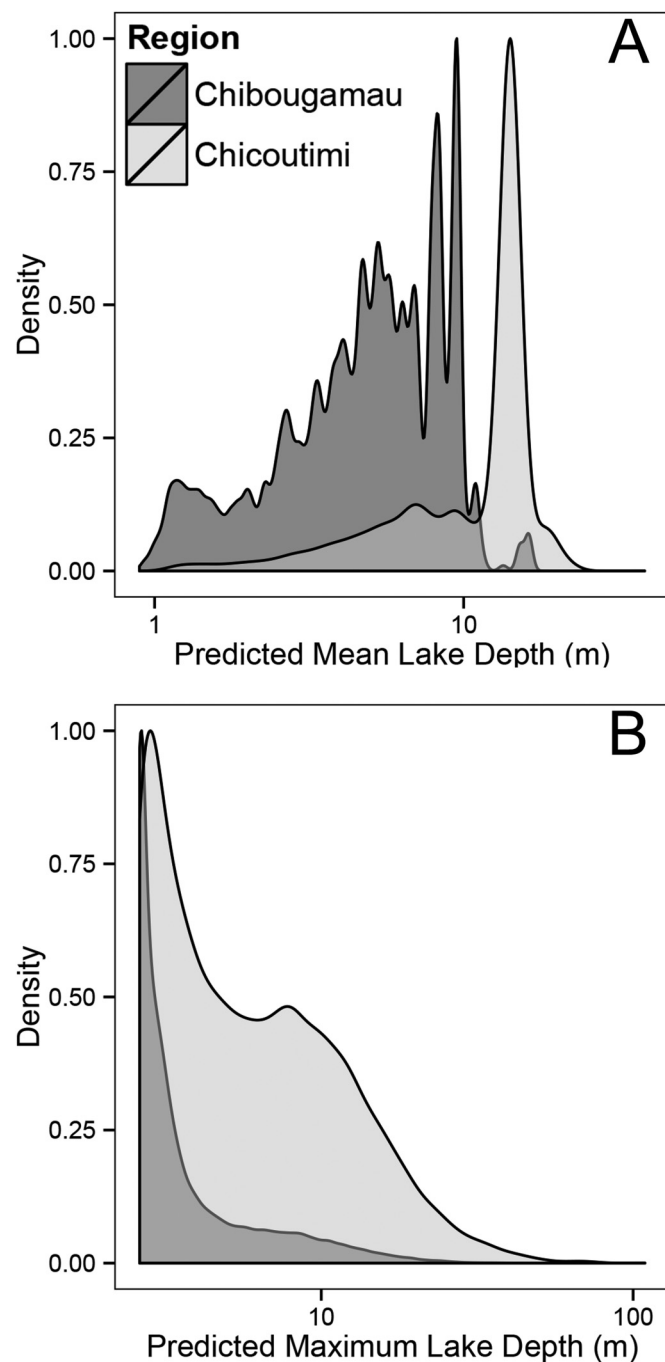 A
Region
Chibougamau
Chicoutimi
1.00
0.75
0.50
0.25
0.00
Density
1 10
Predicted Mean Lake Depth (m)
B
1.00
0.75
0.50
0.25
0.00
Density
10 100
Predicted Maximum Lake Depth (m)